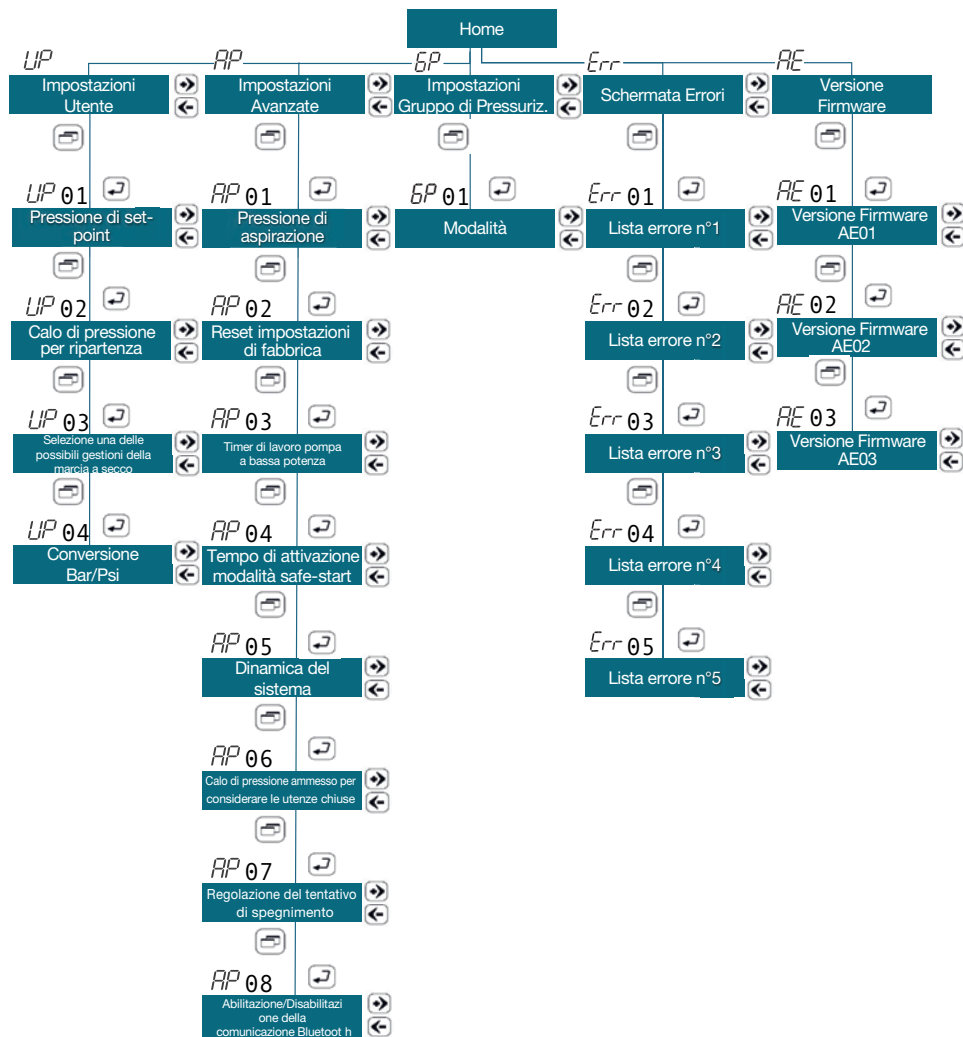 Home
UP
Impostazioni
Utente
AP
Impostazioni
Avanzate
GP
Impostazioni
Gruppo di Pressuriz.
Err
Schermata Errori
AE
Versione
Firmware
UP 01
Pressione di set-
point
AP 01
Pressione di
aspirazione
GP 01
Modalità
Err 01
Lista errore n°1
AE 01
Versione Firmware
AE01
UP 02
Calo di pressione
per ripartenza
AP 02
Reset impostazioni
di fabbrica
Err 02
Lista errore n°2
AE 02
Versione Firmware
AE02
UP 03
Selezione una delle
possibili gestioni della
marcia a secco
AP 03
Timer di lavoro pompa
a bassa potenza
Err 03
Lista errore n°3
AE 03
Versione Firmware
AE03
UP 04
Conversione
Bar/Psi
AP 04
Tempo di attivazione
modalità safe-start
Err 04
Lista errore n°4
AP 05
Dinamica del
sistema
Err 05
Lista errore n°5
AP 06
Calo di pressione ammesso per
considerare le utenze chiuse
AP 07
Regolazione del tentativo
di spegnimento
AP 08
Abilitazione/Disabilitazi
one della
comunicazione Bluetoot h